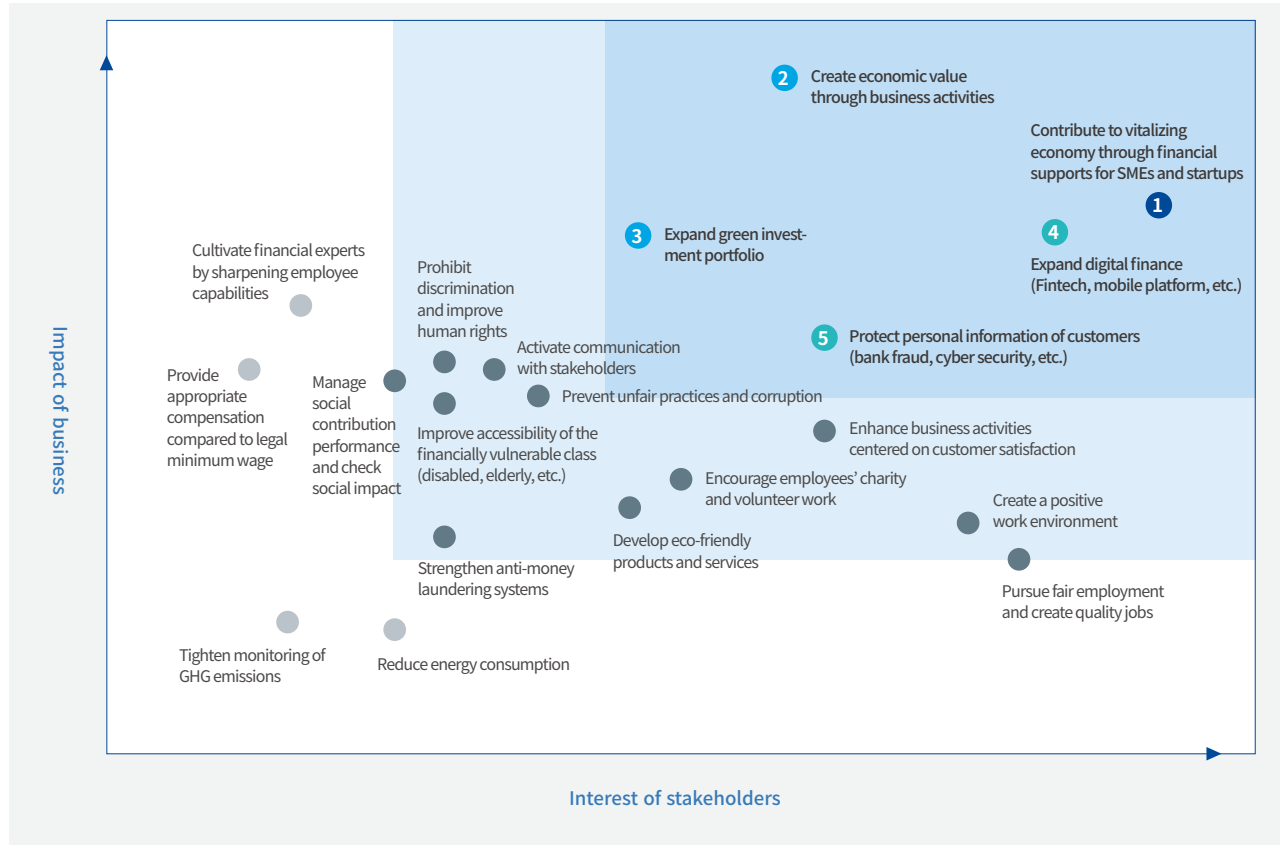 2
Create economic value
through business activities
Contribute to vitalizing
economy through financial
supports for SMEs and startups
1
3
Expand green invest-
ment portfolio
4
Expand digital finance
(Fintech, mobile platform, etc.)
Cultivate financial experts
by sharpening employee
capabilities
Prohibit
discrimination
and improve
human rights
5
Protect personal information of customers
(bank fraud, cyber security, etc.)
Activate communication
with stakeholders
Provide
appropriate
compensation
compared to legal
minimum wage
Manage
social
contribution
performance
and check
social impact
Prevent unfair practices and corruption
Improve accessibility of the
financially vulnerable class
(disabled, elderly, etc.)
Enhance business activities
centered on customer satisfaction
Encourage employees’ charity
and volunteer work
Create a positive
work environment
Develop eco-friendly
products and services
Strengthen anti-money
laundering systems
Pursue fair employment
and create quality jobs
Tighten monitoring of
GHG emissions
Reduce energy consumption
Impact of business
Interest of stakeholders